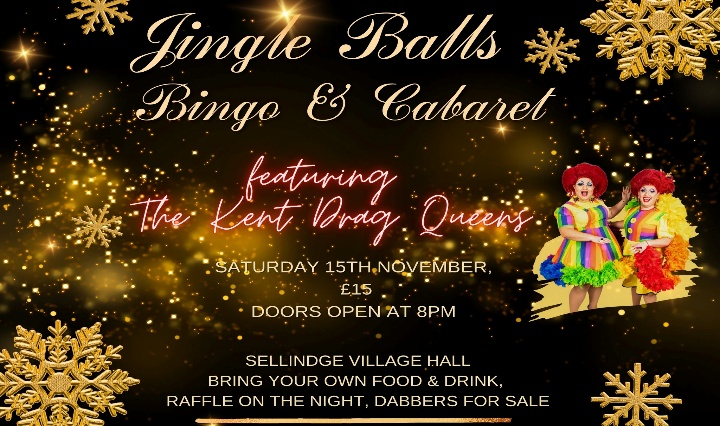 Jingle Balls
Bingo & Cabaret
featuring
The Kent Drag Queens
SATURDAY 15TH NOVEMBER,
£15
DOORS OPEN AT 8PM
SELLINDGE VILLAGE HALL
BRING YOUR OWN FOOD & DRINK,
RAFFLE ON THE NIGHT, DABBERS FOR SALE